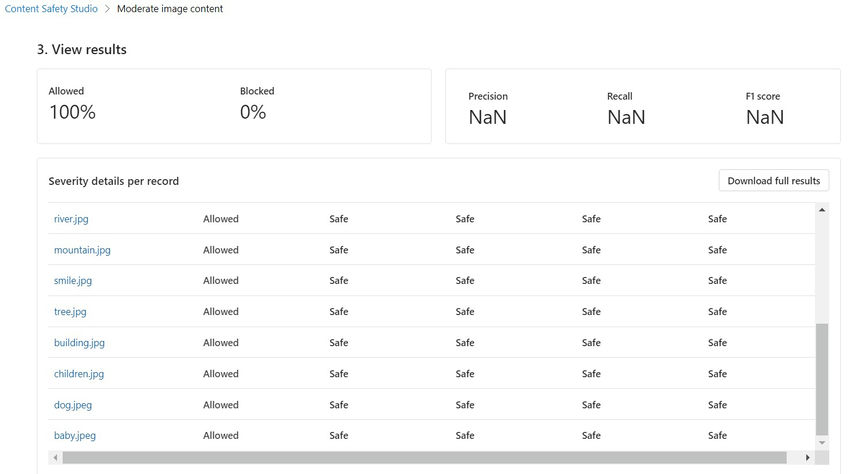 Content Safety Studio > Moderate image content
3. View results
Allowed Blocked
100% 0%
Precision Recall F1 score
NaN NaN NaN
Severity details per record Download full results
river.jpg Allowed Safe Safe Safe Safe
mountain.jpg Allowed Safe Safe Safe Safe
smile.jpg Allowed Safe Safe Safe Safe
tree.jpg Allowed Safe Safe Safe Safe
building.jpg Allowed Safe Safe Safe Safe
children.jpg Allowed Safe Safe Safe Safe
dog.jpeg Allowed Safe Safe Safe Safe
baby.jpeg Allowed Safe Safe Safe Safe